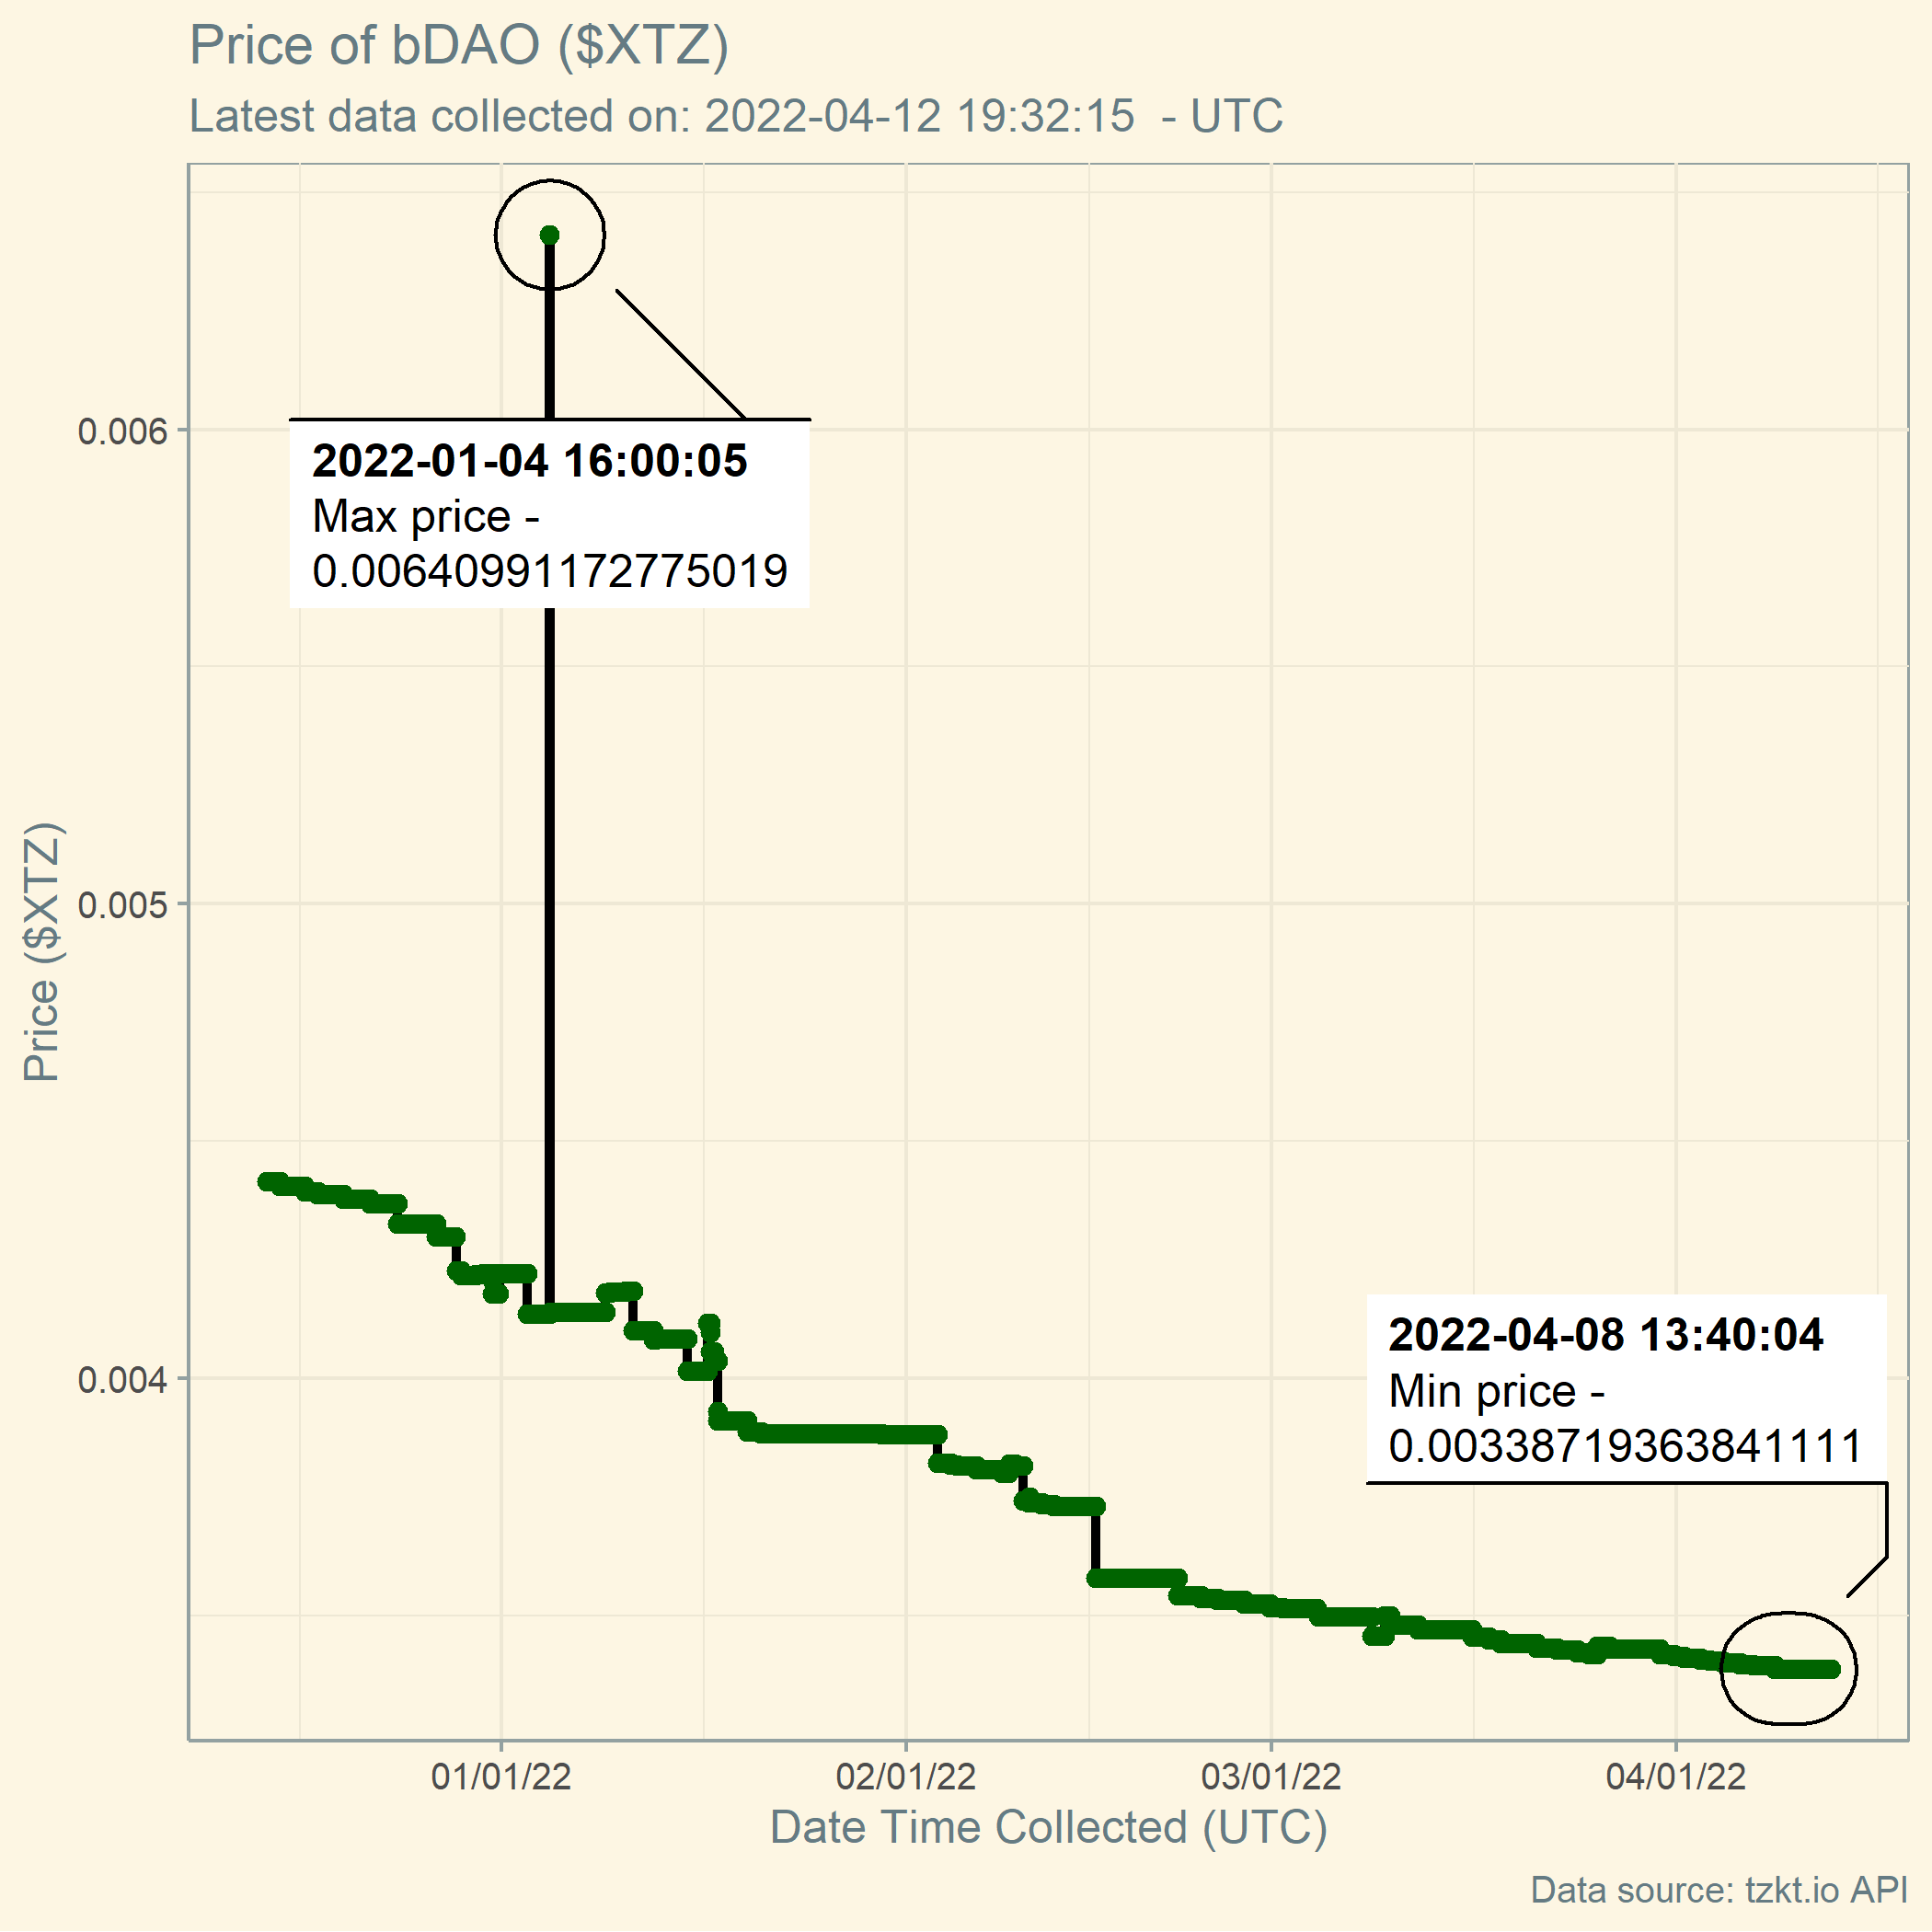 Price of bDAO ($XTZ)
Latest data collected on: 2022-04-12 19:32:15  - UTC
2022-01-04 16:00:05
Max price -
0.00640991172775019
2022-04-08 13:40:04
Min price -
0.00338719363841111
Price ($XTZ)
0.006
0.005
0.004
01/01/22
02/01/22
03/01/22
04/01/22
Date Time Collected (UTC)
Data source: tzkt.io API